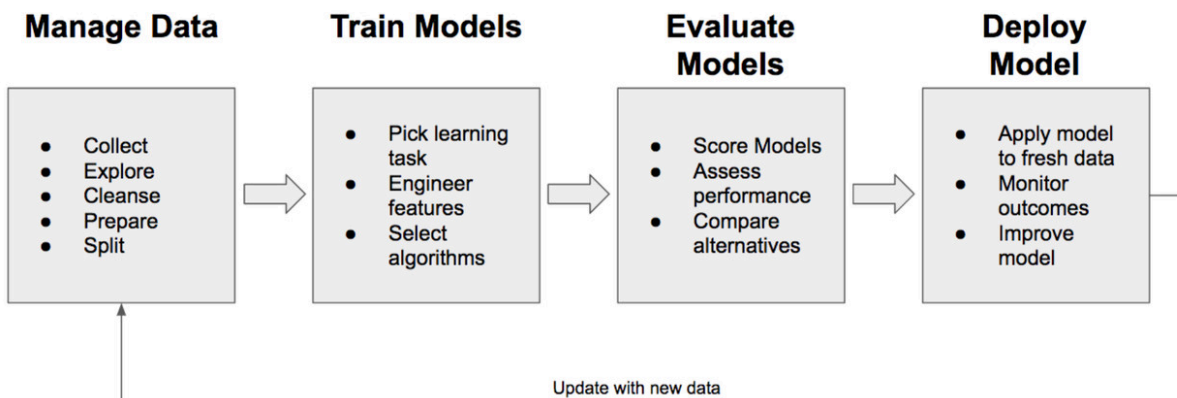 Manage Data
Train Models
Evaluate
Models
Deploy
Model
● Collect
● Explore
● Cleanse
● Prepare
● Split
● Pick learning
task
● Engineer
features
● Select
algorithms
● Score Models
● Assess
performance
● Compare
alternatives
● Apply model
to fresh data
● Monitor
outcomes
● Improve
model
Update with new data